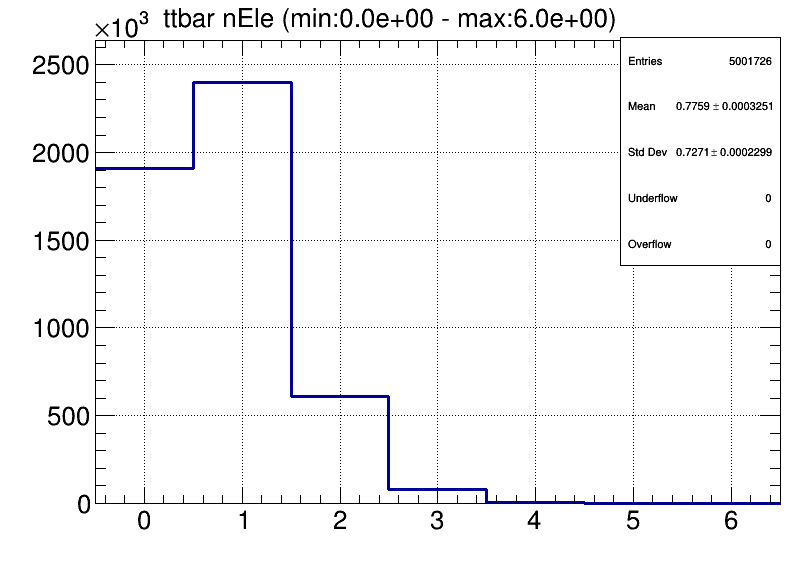 ×10³ ttbar nEle (min:0.0e+00 - max:6.0e+00)
Entries 5001726
Mean 0.7759 ± 0.0003251
Std Dev 0.7271 ± 0.0002299
Underflow 0
Overflow 0
2500
2000
1500
1000
500
0
0 1 2 3 4 5 6